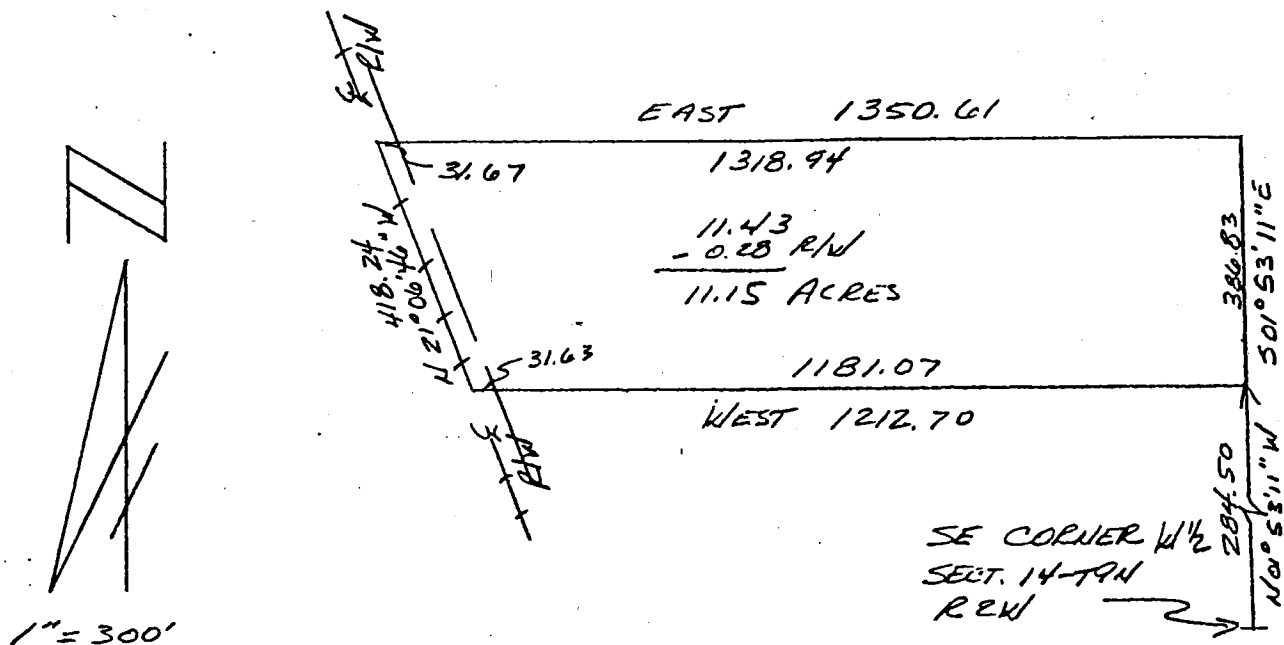 ℄ R/W
EAST 1350.61
31.67
1318.94
N
11.43
- 0.28 R/W
11.15 ACRES
418.24
N 21°06'46" W
386.83
S01°53'11"E
31.63
1181.07
WEST 1212.70
℄ R/W
284.50
N01°53'11"W
SE CORNER W½
SECT. 14-T9N
R2W
1"=300'